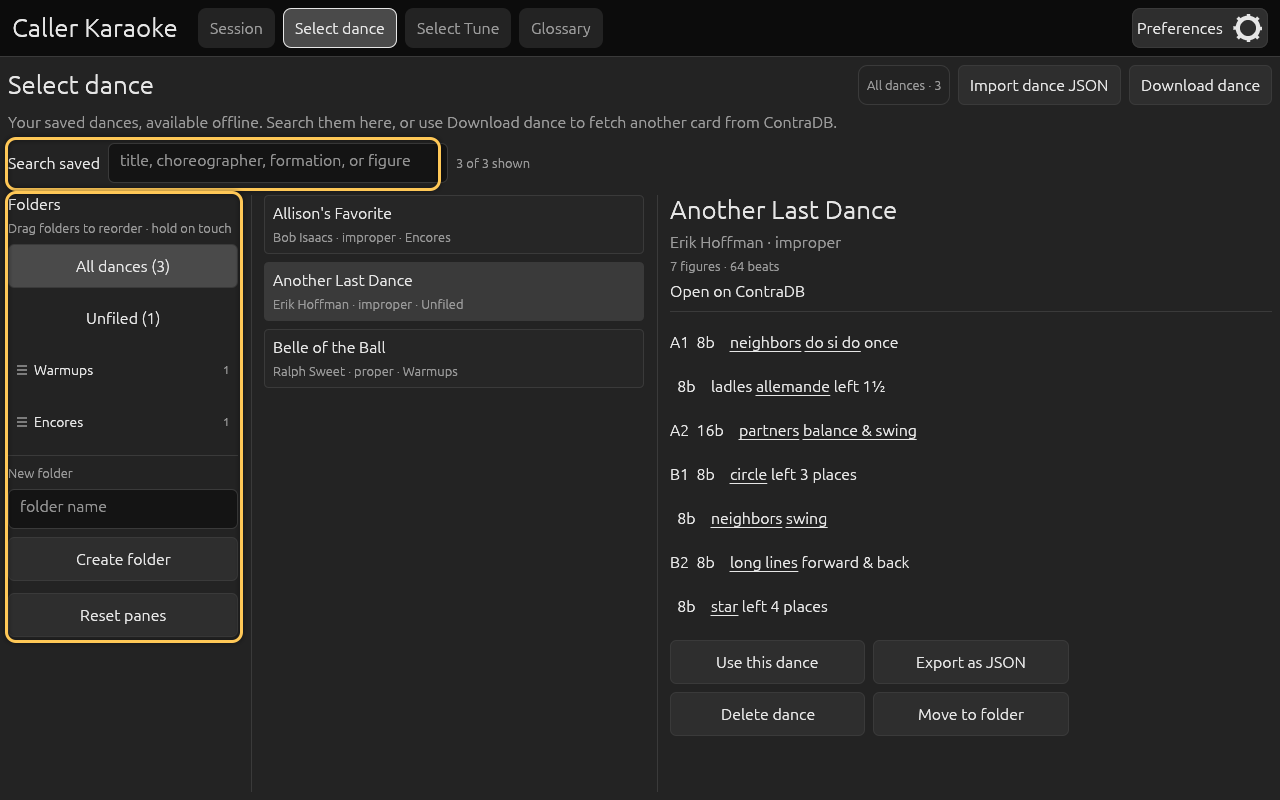 Caller Karaoke
Session
Select dance
Select Tune
Glossary
Preferences
Select dance
All dances · 3
Import dance JSON
Download dance
Your saved dances, available offline. Search them here, or use Download dance to fetch another card from ContraDB.
Search saved
title, choreographer, formation, or figure
3 of 3 shown
Folders
Drag folders to reorder · hold on touch
All dances (3)
Unfiled (1)
Warmups 1
Encores 1
New folder
folder name
Create folder
Reset panes
Allison's Favorite
Bob Isaacs · improper · Encores
Another Last Dance
Erik Hoffman · improper · Unfiled
Belle of the Ball
Ralph Sweet · proper · Warmups
Another Last Dance
Erik Hoffman · improper
7 figures · 64 beats
Open on ContraDB
A1 8b neighbors do si do once
8b ladles allemande left 1½
A2 16b partners balance & swing
B1 8b circle left 3 places
8b neighbors swing
B2 8b long lines forward & back
8b star left 4 places
Use this dance
Export as JSON
Delete dance
Move to folder